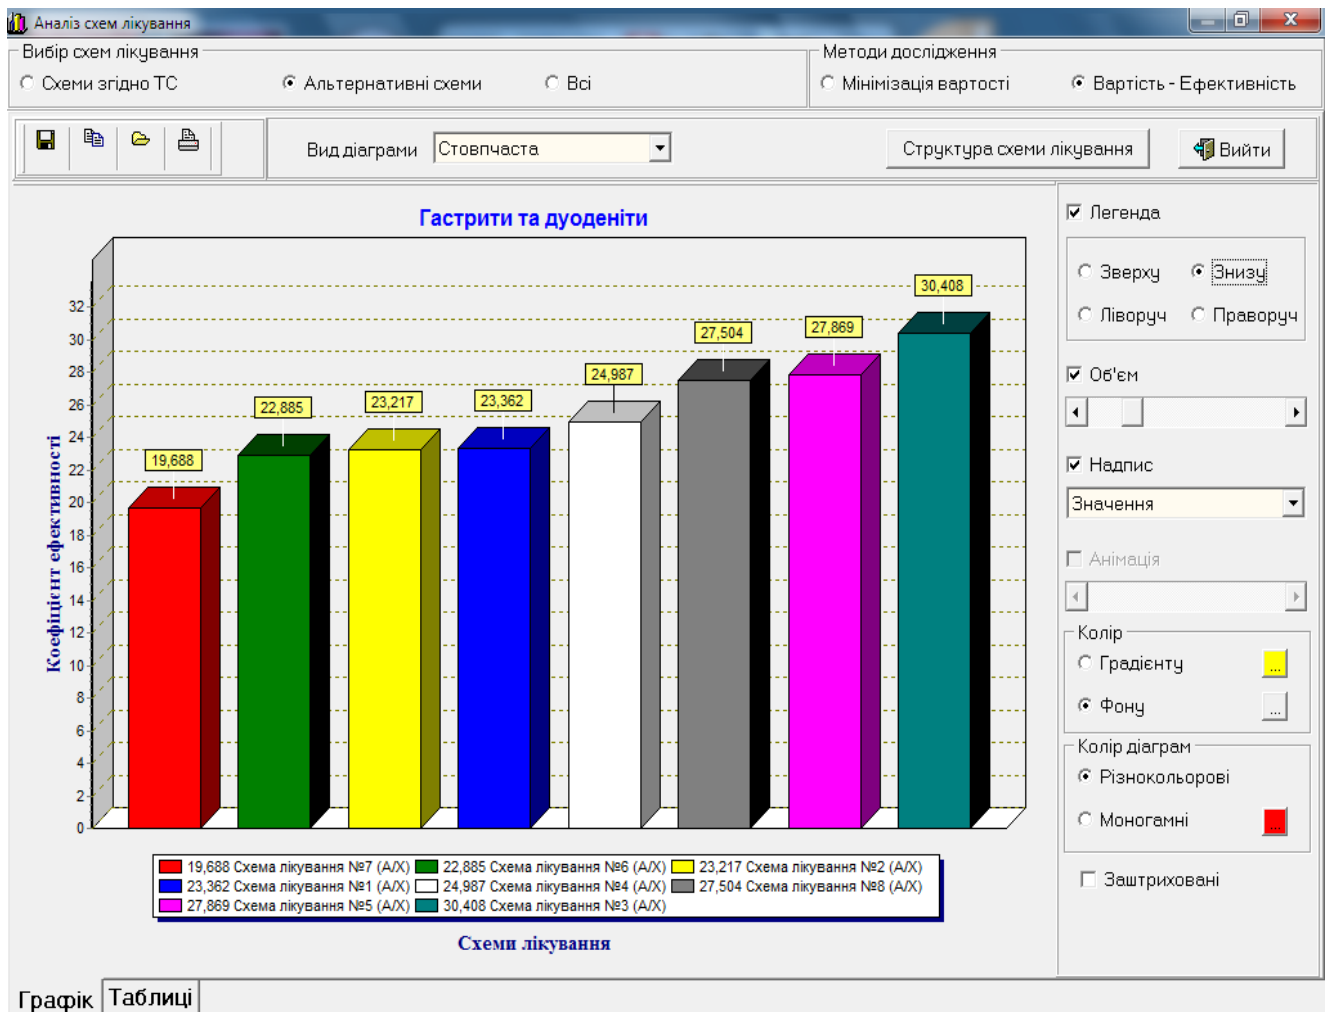 Аналіз схем лікування
Вибір схем лікування
Схеми згідно ТС
Альтернативні схеми
Всі
Методи дослідження
Мінімізація вартості
Вартість - Ефективність
Вид діаграми
Стовпчаста
Структура схеми лікування
Вийти
Гастрити та дуоденіти
Коефіцієнт ефективності
32
30
28
26
24
22
20
18
16
14
12
10
8
6
4
2
0
19,688
22,885
23,217
23,362
24,987
27,504
27,869
30,408
19,688 Схема лікування №7 (А/Х) 22,885 Схема лікування №6 (А/Х) 23,217 Схема лікування №2 (А/Х)
23,362 Схема лікування №1 (А/Х) 24,987 Схема лікування №4 (А/Х) 27,504 Схема лікування №8 (А/Х)
27,869 Схема лікування №5 (А/Х) 30,408 Схема лікування №3 (А/Х)
Схеми лікування
Легенда
Зверху
Знизу
Ліворуч
Праворуч
Об'єм
Надпис
Значення
Анімація
Колір
Градієнту
...
Фону
...
Колір діаграм
Різнокольорові
Моногамні
...
Заштриховані
Графік
Таблиці